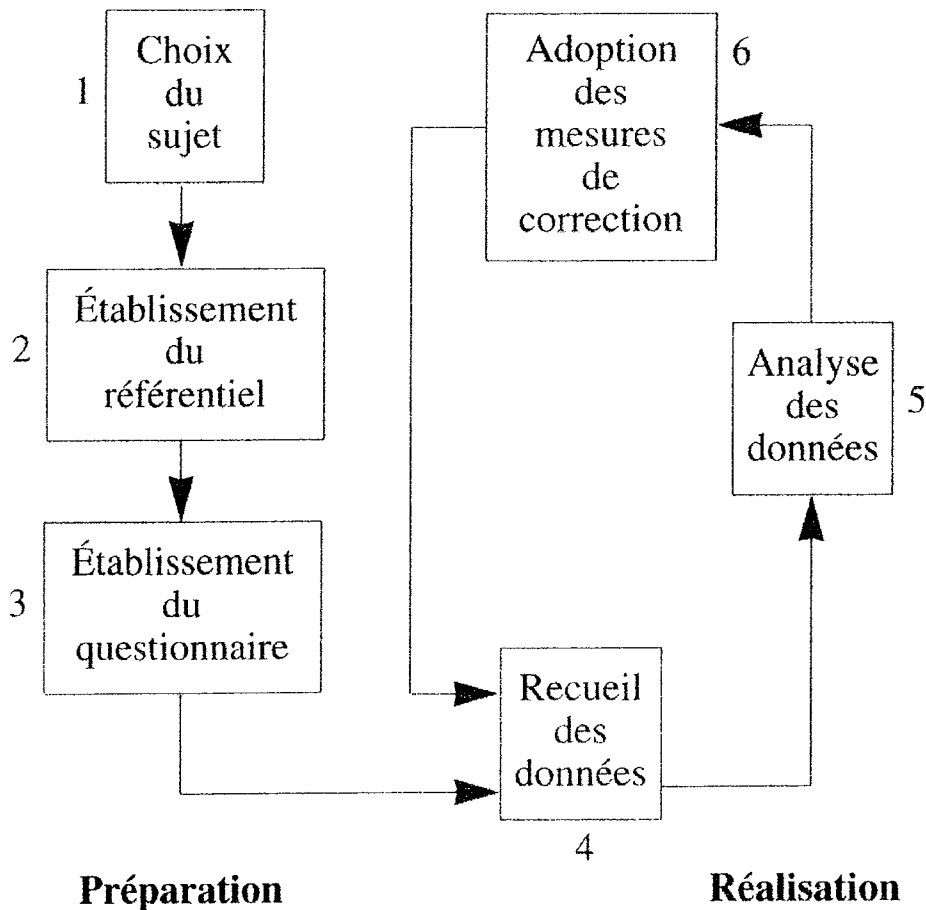 1
Choix
du
sujet
2
Établissement
du
référentiel
3
Établissement
du
questionnaire
4
Recueil
des
données
5
Analyse
des
données
6
Adoption
des
mesures
de
correction
Préparation
Réalisation